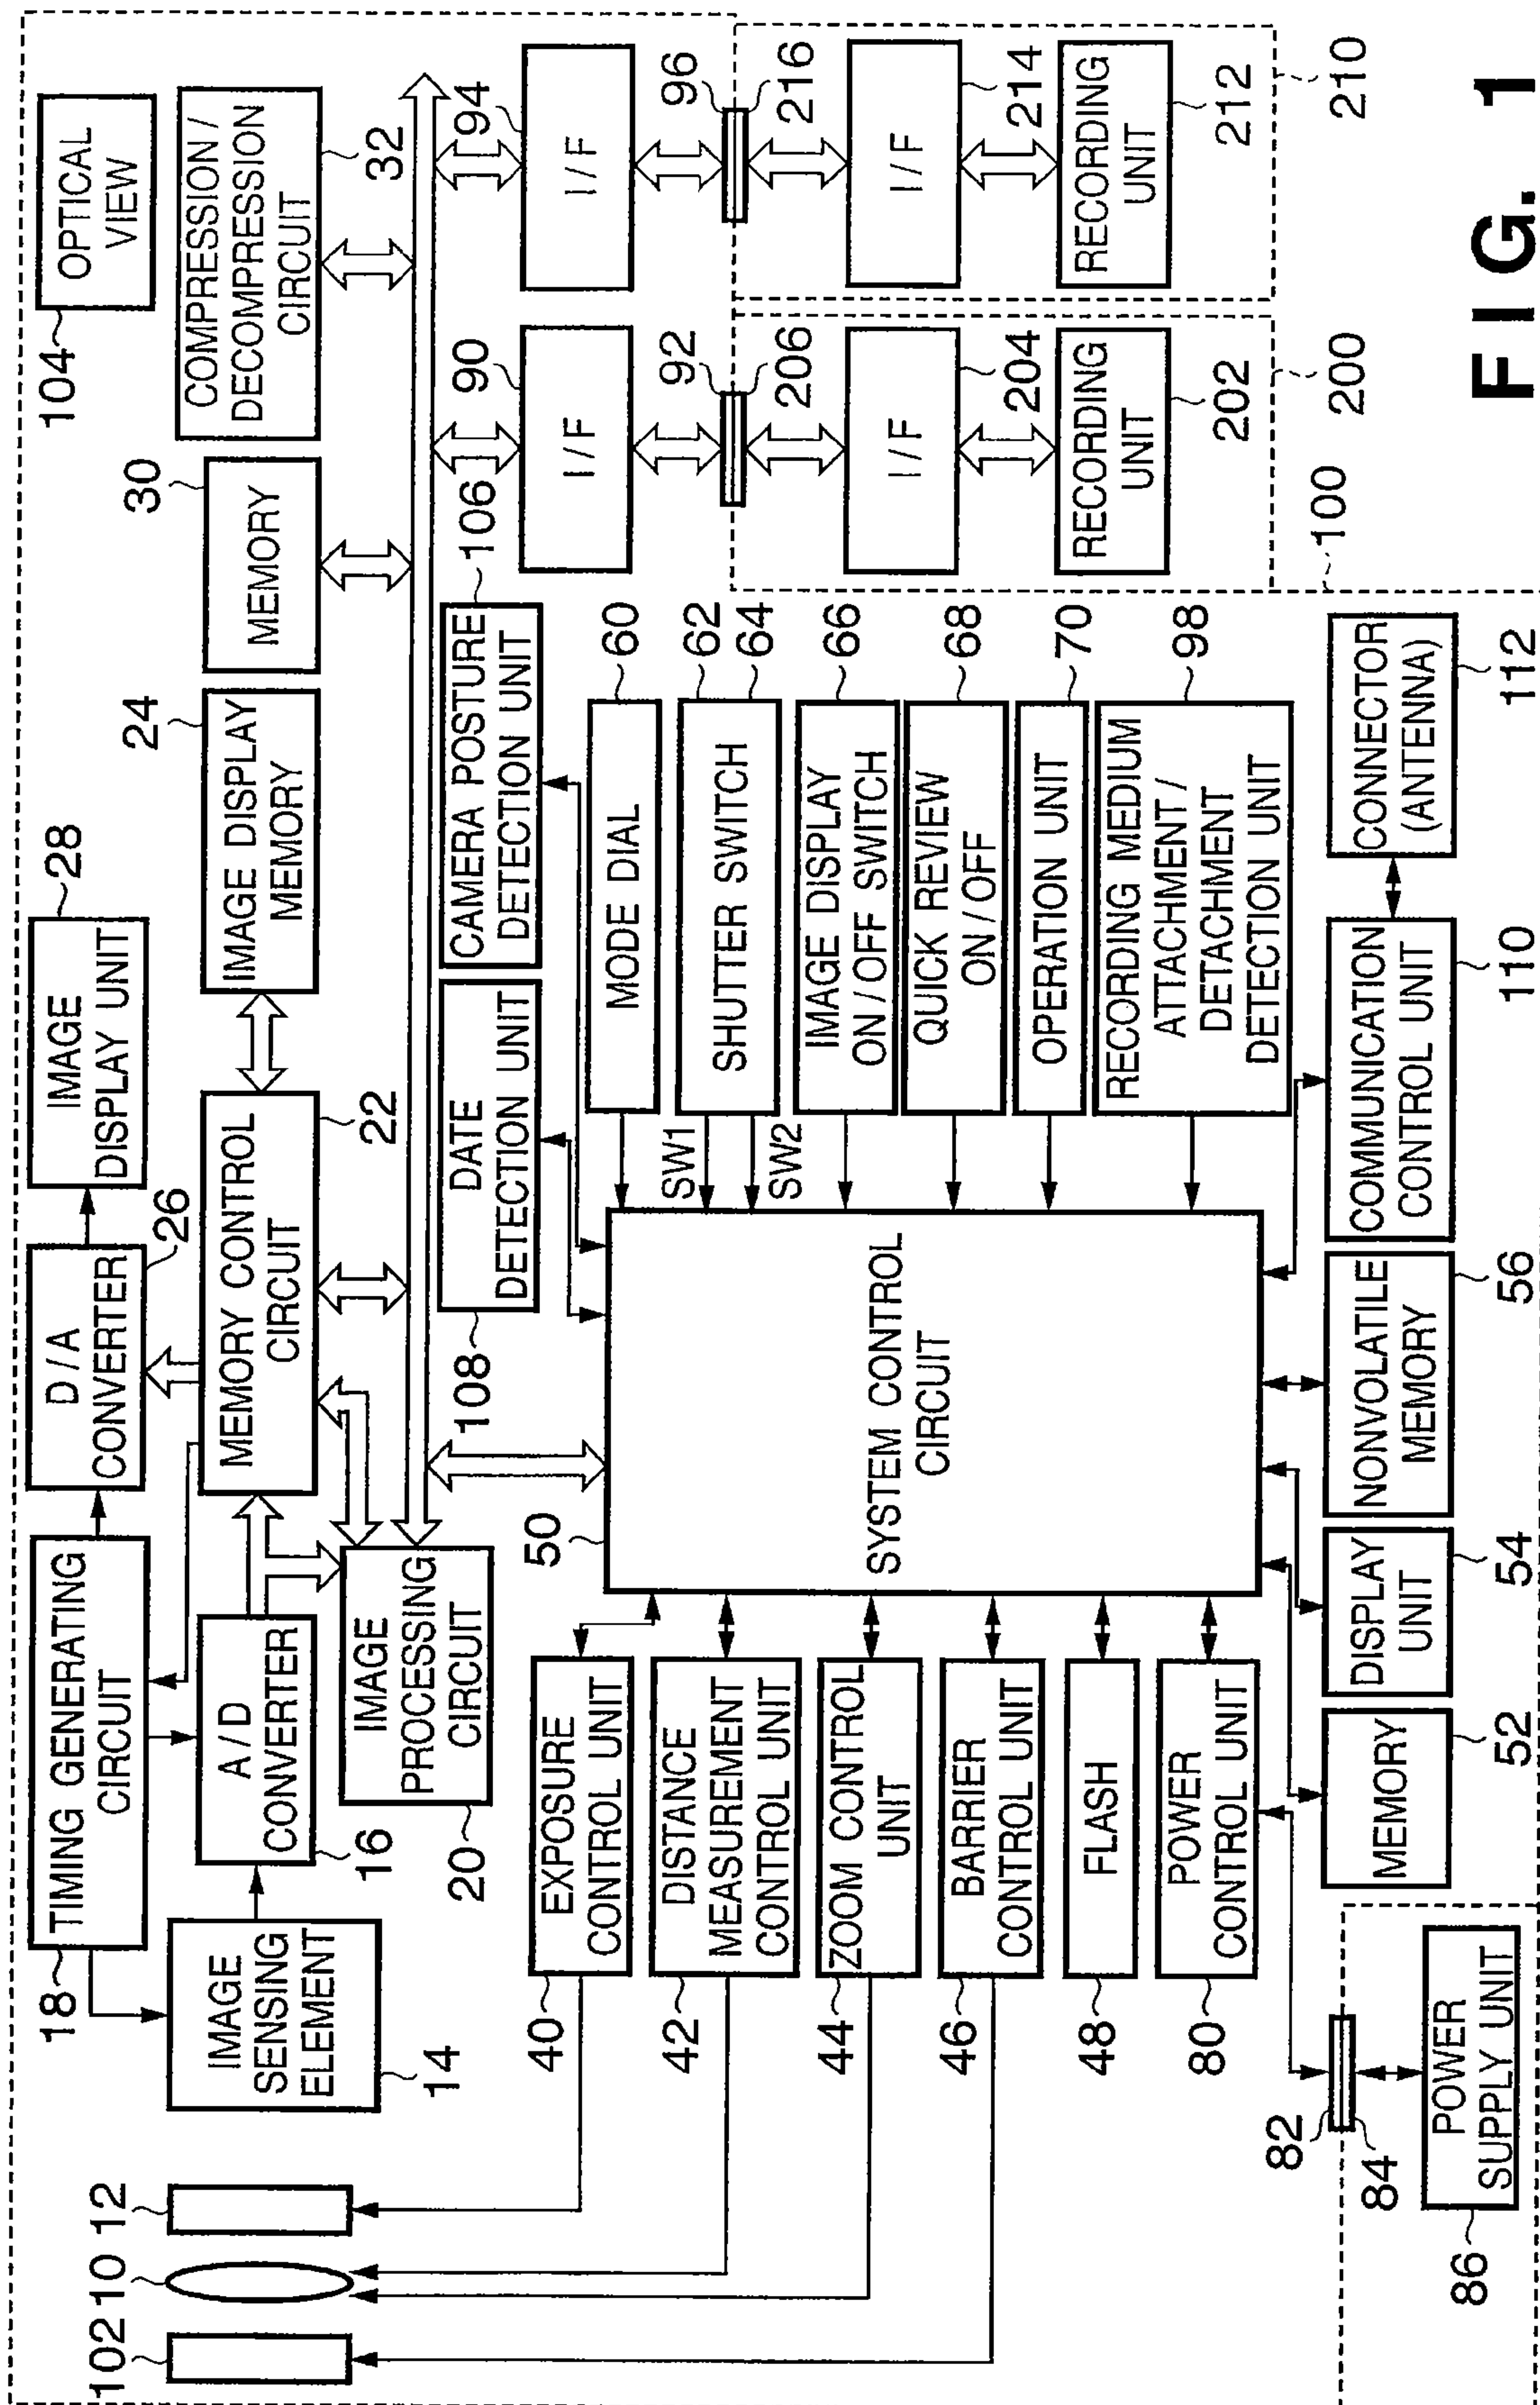 104
OPTICAL
VIEW
COMPRESSION /
DECOMPRESSION
CIRCUIT
32
30
MEMORY
24
IMAGE DISPLAY
MEMORY
28
IMAGE
DISPLAY UNIT
26
D / A
CONVERTER
22
MEMORY CONTROL
CIRCUIT
18
TIMING GENERATING
CIRCUIT
16
A / D
CONVERTER
20
IMAGE
PROCESSING
CIRCUIT
14
IMAGE
SENSING
ELEMENT
12
10
102
94
I / F
96
216
I / F
214
RECORDING
UNIT
212
210
90
I / F
92
206
I / F
204
RECORDING
UNIT
202
200
100
106
CAMERA POSTURE
DETECTION UNIT
108
DATE
DETECTION UNIT
60
MODE DIAL
62
64
SHUTTER SWITCH
SW1
SW2
66
IMAGE DISPLAY
ON / OFF SWITCH
68
QUICK REVIEW
ON / OFF
70
OPERATION UNIT
98
RECORDING MEDIUM
ATTACHMENT /
DETACHMENT
DETECTION UNIT
50
SYSTEM CONTROL
CIRCUIT
40
EXPOSURE
CONTROL UNIT
42
DISTANCE
MEASUREMENT
CONTROL UNIT
44
ZOOM CONTROL
UNIT
46
BARRIER
CONTROL UNIT
48
FLASH
80
POWER
CONTROL UNIT
82
84
86
POWER
SUPPLY UNIT
52
MEMORY
54
DISPLAY
UNIT
56
NONVOLATILE
MEMORY
110
COMMUNICATION
CONTROL UNIT
112
CONNECTOR
(ANTENNA)
FIG. 1